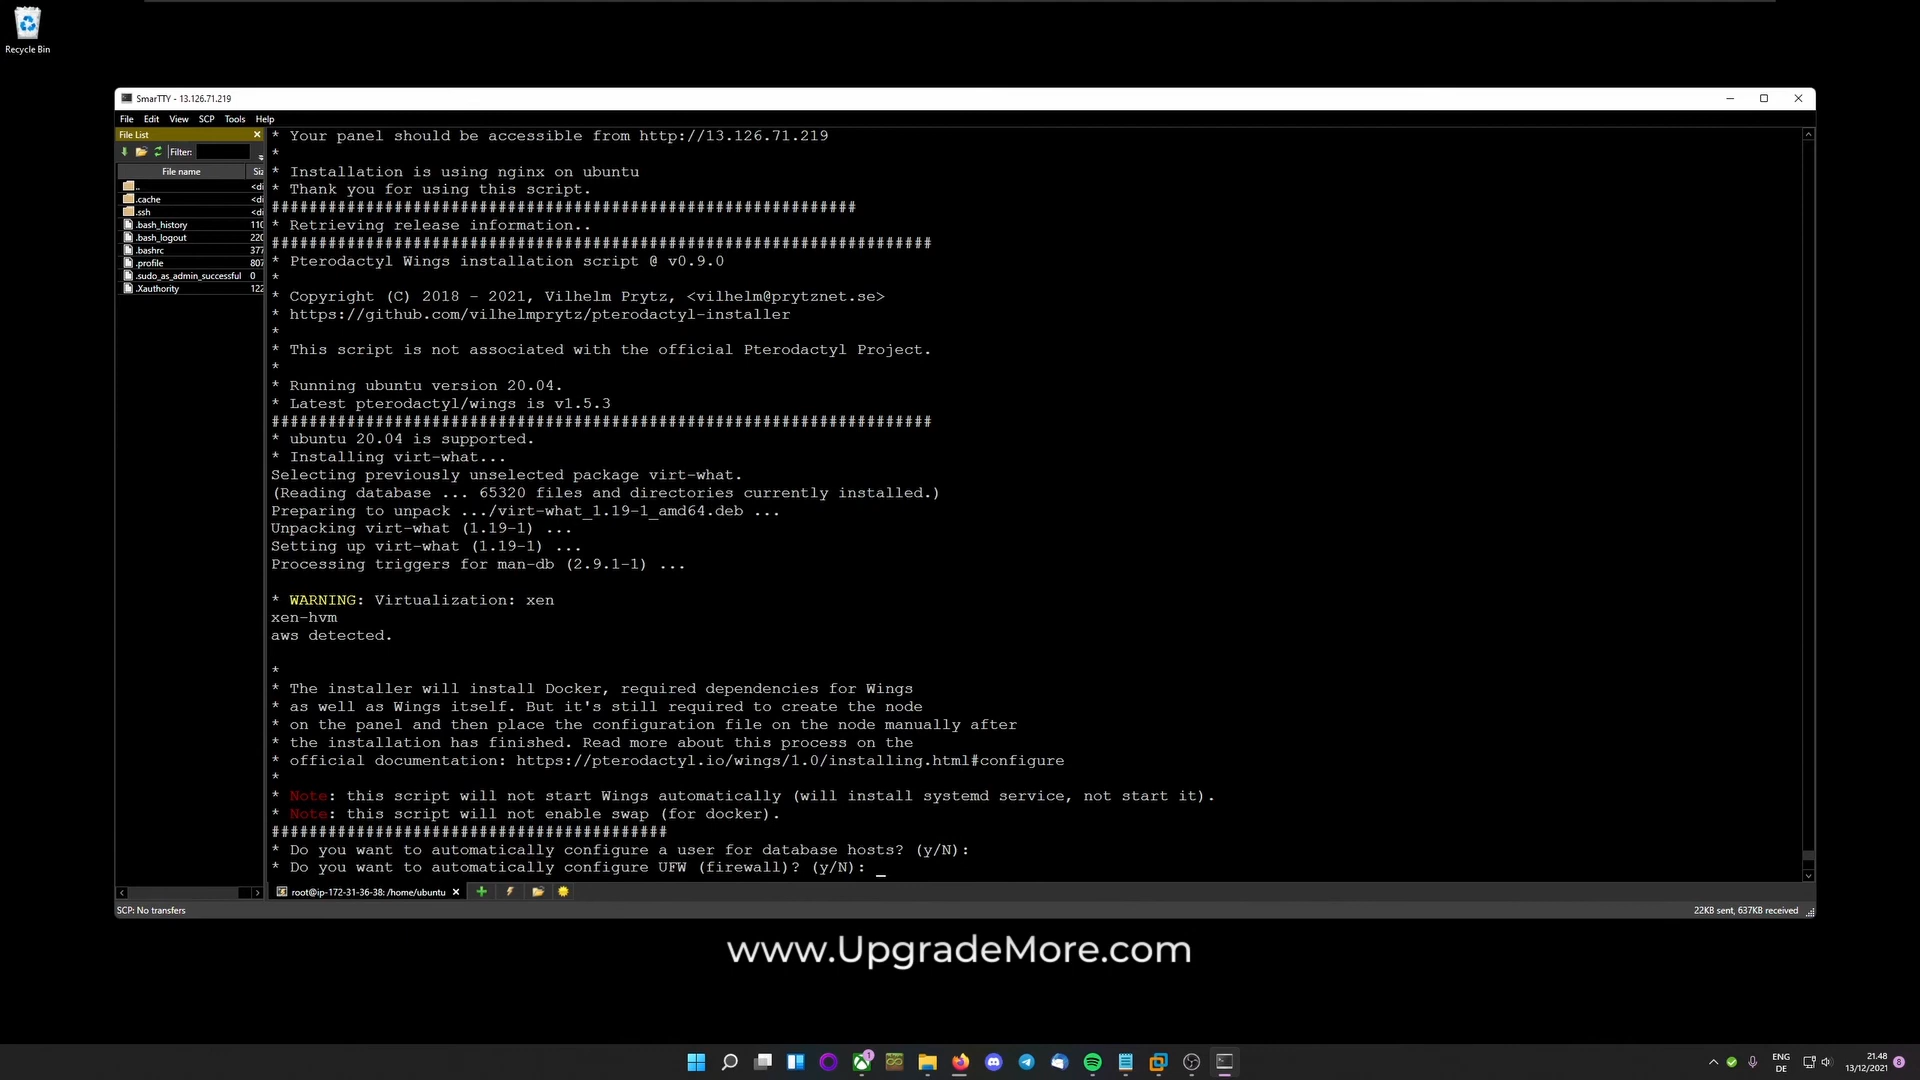 Recycle Bin
SmarTTY - 13.126.71.219
File Edit View SCP Tools Help
File List
Filter:
File name
..
.cache
.ssh
.bash_history
.bash_logout 220
.bashrc 377
.profile 807
.sudo_as_admin_successful 0
.Xauthority 122
* Your panel should be accessible from http://13.126.71.219
*
* Installation is using nginx on ubuntu
* Thank you for using this script.
##############################################################
* Retrieving release information..
######################################################################
* Pterodactyl Wings installation script @ v0.9.0
*
* Copyright (C) 2018 - 2021, Vilhelm Prytz, <vilhelm@prytznet.se>
* https://github.com/vilhelmprytz/pterodactyl-installer
*
* This script is not associated with the official Pterodactyl Project.
*
* Running ubuntu version 20.04.
* Latest pterodactyl/wings is v1.5.3
######################################################################
* ubuntu 20.04 is supported.
* Installing virt-what...
Selecting previously unselected package virt-what.
(Reading database ... 65320 files and directories currently installed.)
Preparing to unpack .../virt-what_1.19-1_amd64.deb ...
Unpacking virt-what (1.19-1) ...
Setting up virt-what (1.19-1) ...
Processing triggers for man-db (2.9.1-1) ...
* WARNING: Virtualization: xen
xen-hvm
aws detected.
*
* The installer will install Docker, required dependencies for Wings
* as well as Wings itself. But it's still required to create the node
* on the panel and then place the configuration file on the node manually after
* the installation has finished. Read more about this process on the
* official documentation: https://pterodactyl.io/wings/1.0/installing.html#configure
*
* Note: this script will not start Wings automatically (will install systemd service, not start it).
* Note: this script will not enable swap (for docker).
##########################################
* Do you want to automatically configure a user for database hosts? (y/N):
* Do you want to automatically configure UFW (firewall)? (y/N): _
root@ip-172-31-36-38: /home/ubuntu
SCP: No transfers
22KB sent, 637KB received
www.UpgradeMore.com
ENG
DE
21.48
13/12/2021
8